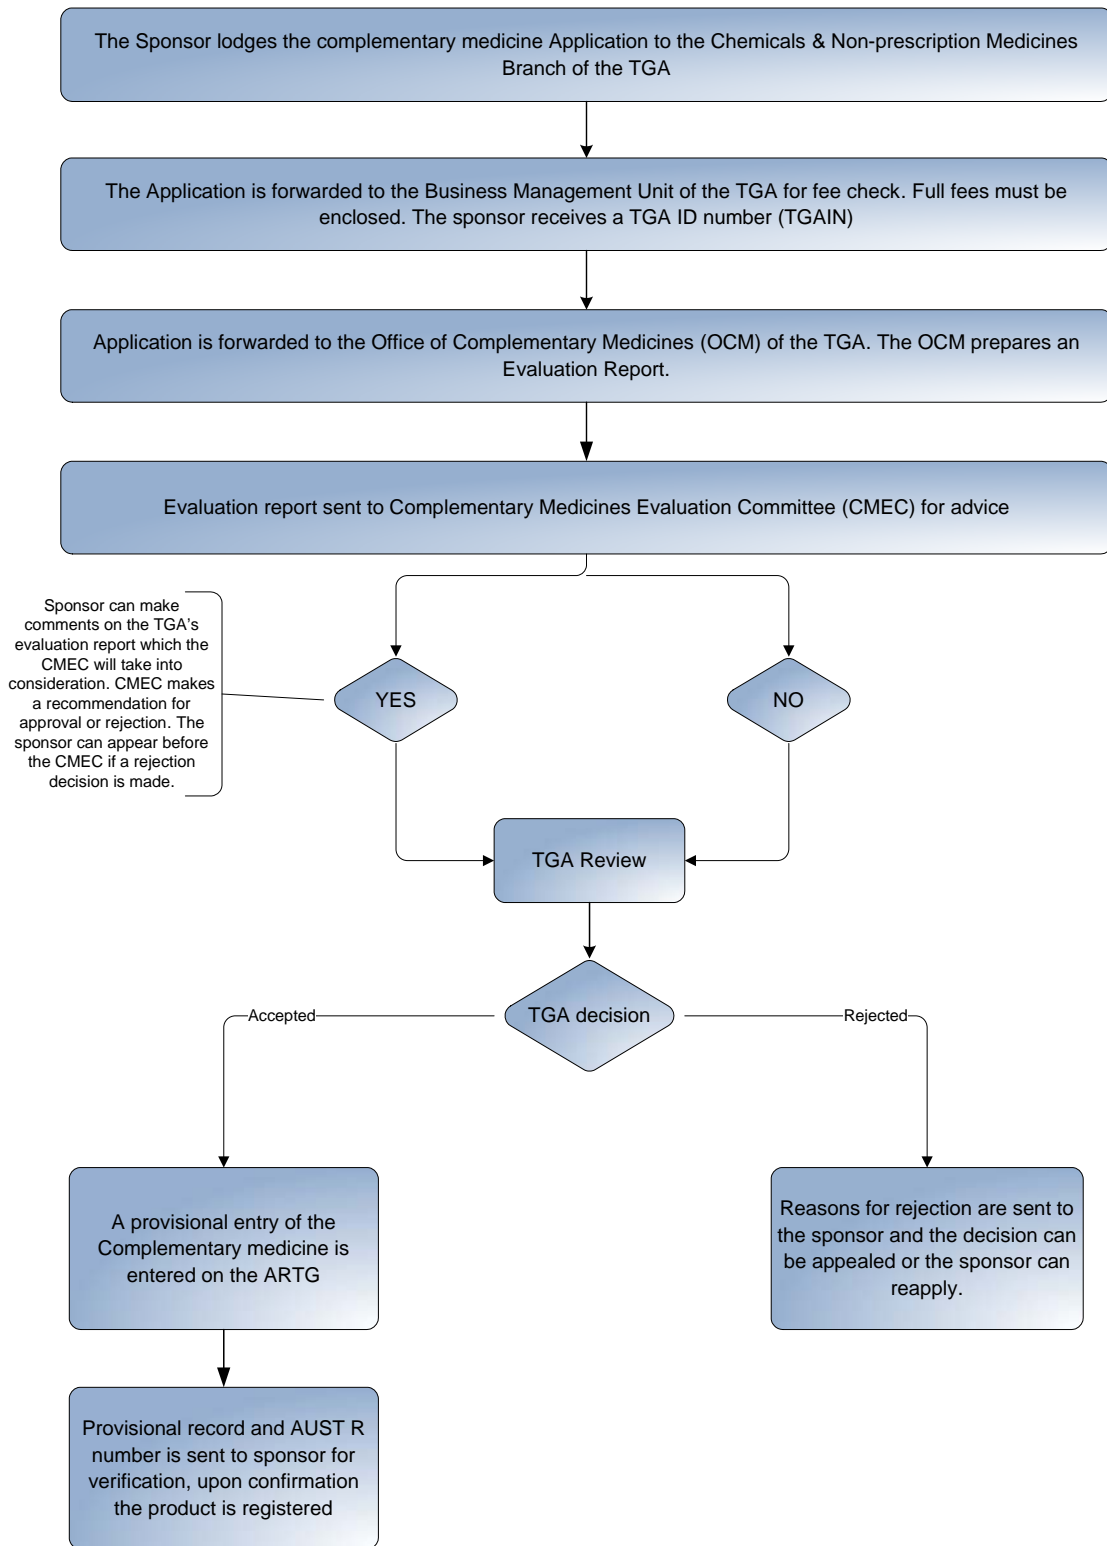 The Sponsor lodges the complementary medicine Application to the Chemicals & Non-prescription Medicines
Branch of the TGA
The Application is forwarded to the Business Management Unit of the TGA for fee check. Full fees must be
enclosed. The sponsor receives a TGA ID number (TGAIN)
Application is forwarded to the Office of Complementary Medicines (OCM) of the TGA. The OCM prepares an
Evaluation Report.
Evaluation report sent to Complementary Medicines Evaluation Committee (CMEC) for advice
Sponsor can make
comments on the TGA's
evaluation report which the
CMEC will take into
consideration. CMEC makes
a recommendation for
approval or rejection. The
sponsor can appear before
the CMEC if a rejection
decision is made.
YES
NO
TGA Review
TGA decision
Accepted
Rejected
A provisional entry of the
Complementary medicine is
entered on the ARTG
Reasons for rejection are sent to
the sponsor and the decision can
be appealed or the sponsor can
reapply.
Provisional record and AUST R
number is sent to sponsor for
verification, upon confirmation
the product is registered